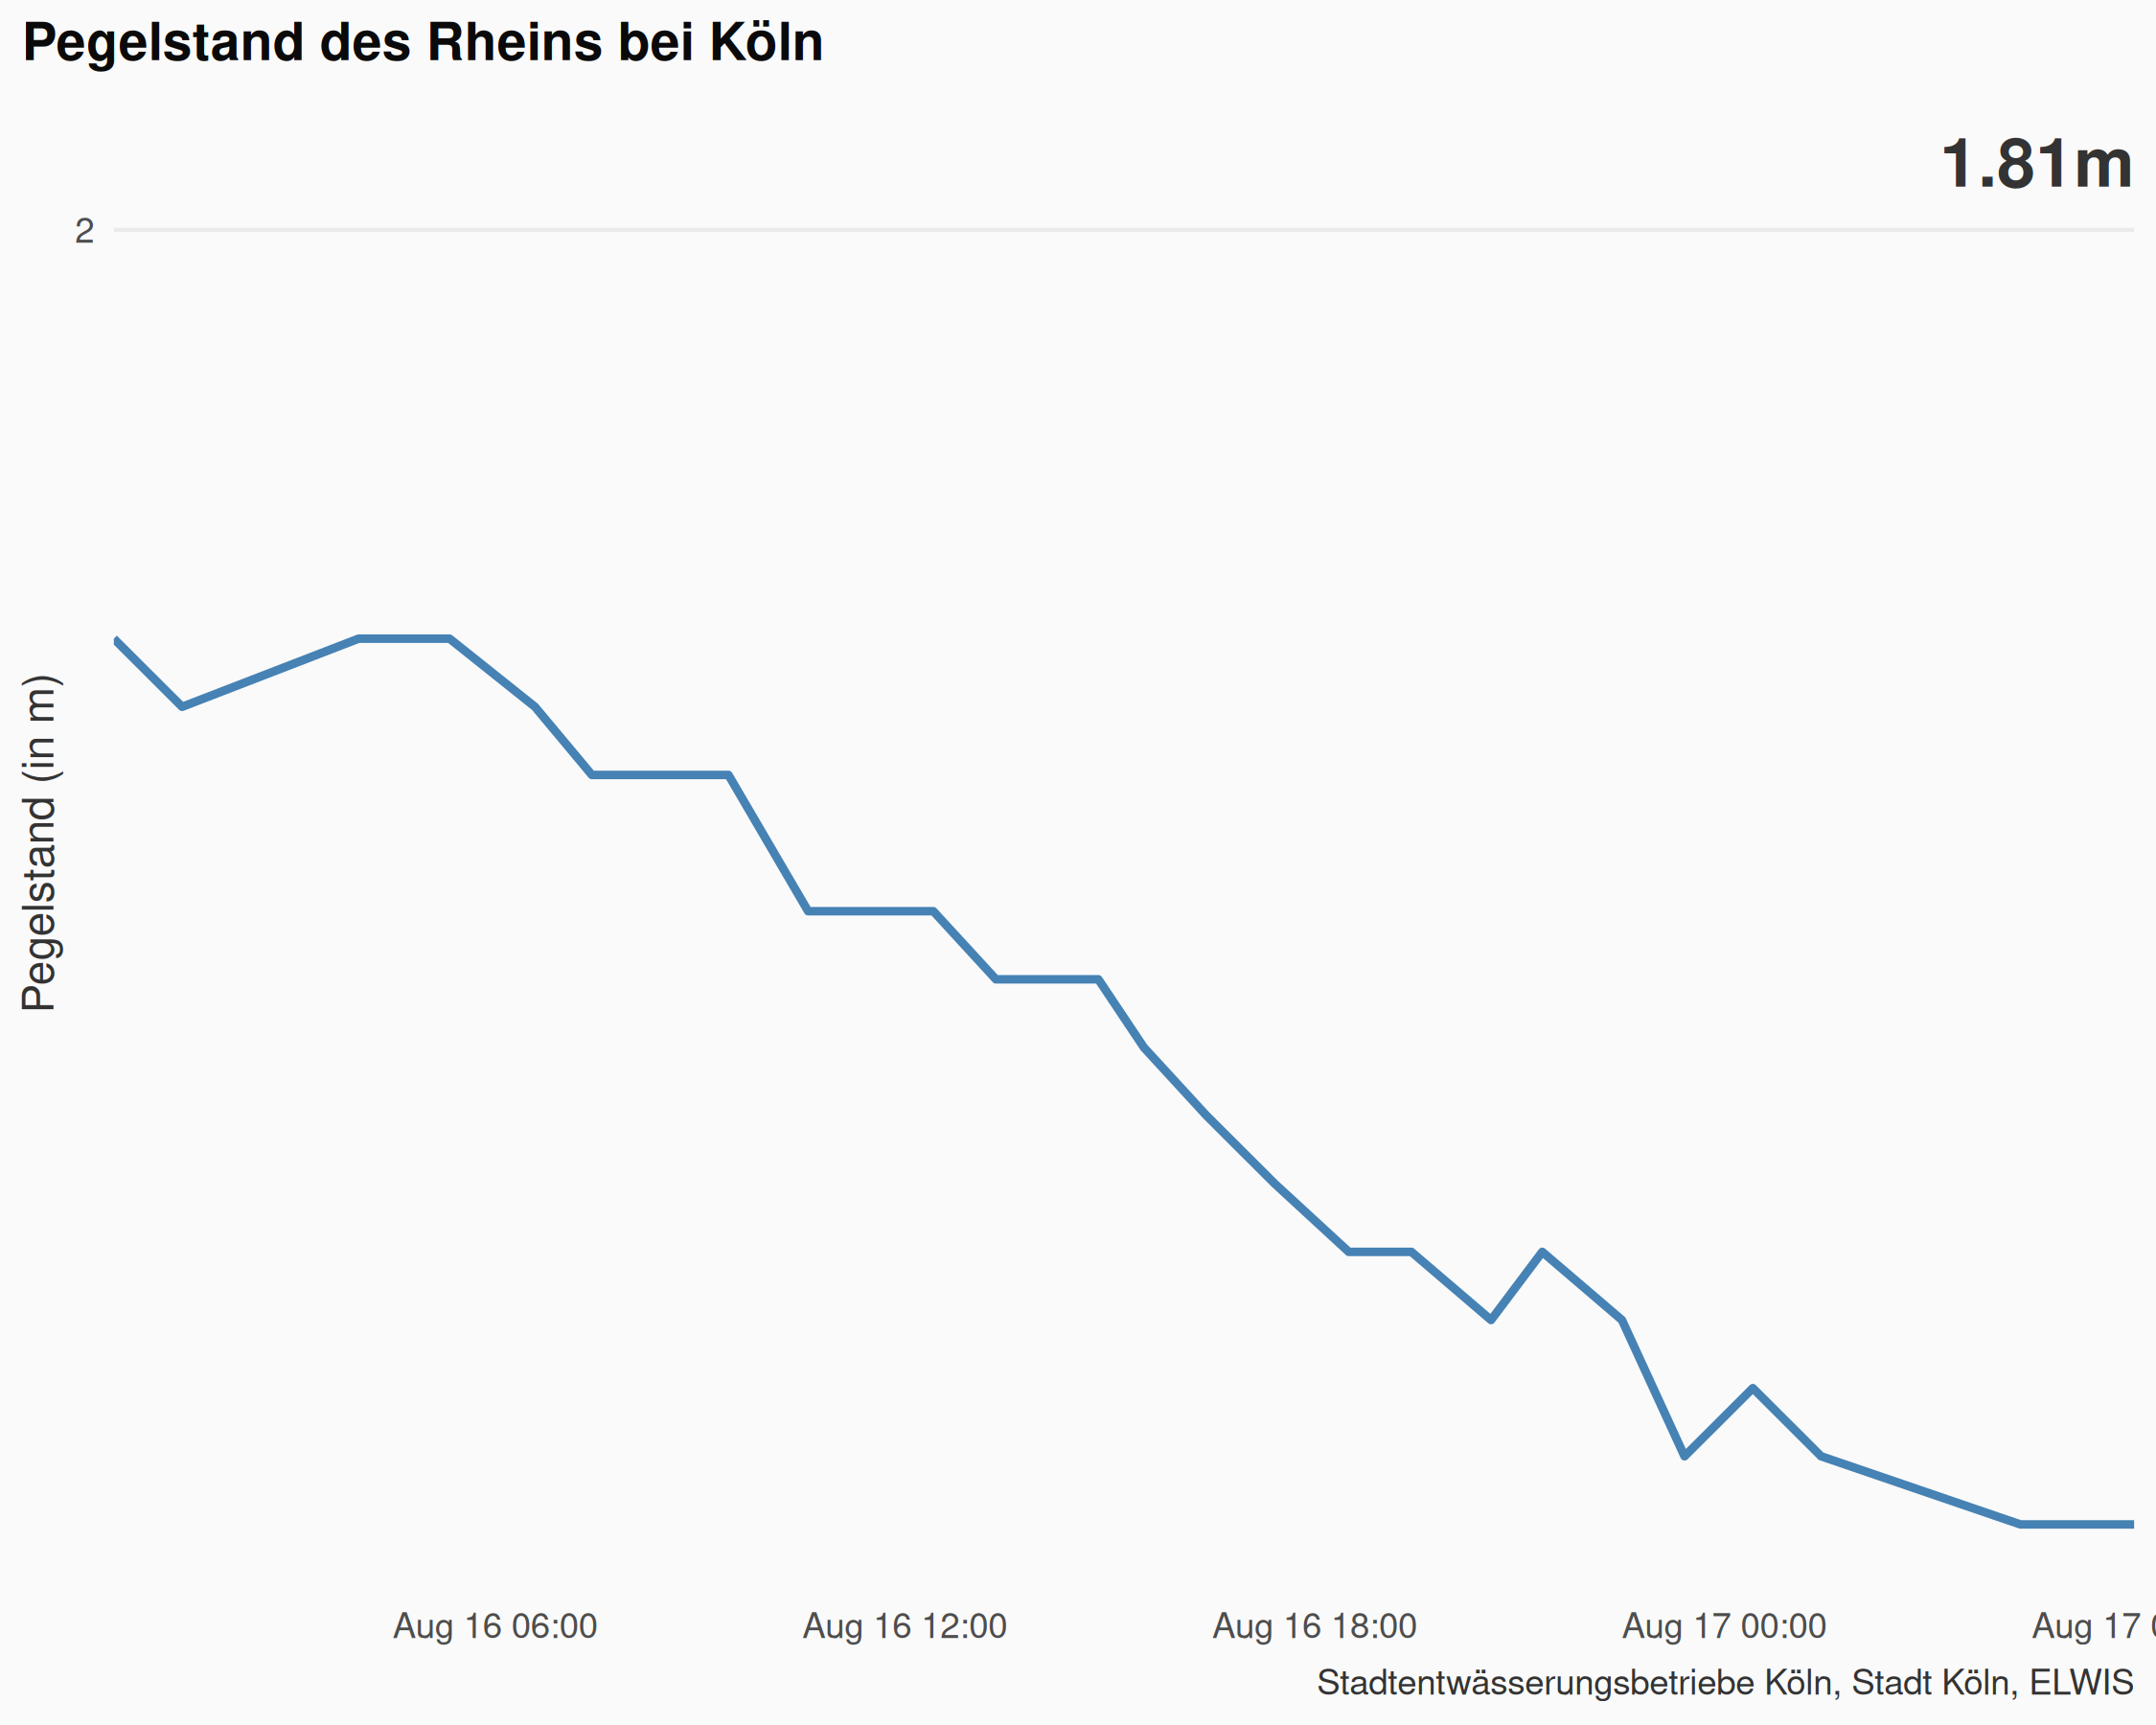 Pegelstand des Rheins bei Köln
1.81m
2
Pegelstand (in m)
Aug 16 06:00
Aug 16 12:00
Aug 16 18:00
Aug 17 00:00
Aug 17
Stadtentwässerungsbetriebe Köln, Stadt Köln, ELWIS